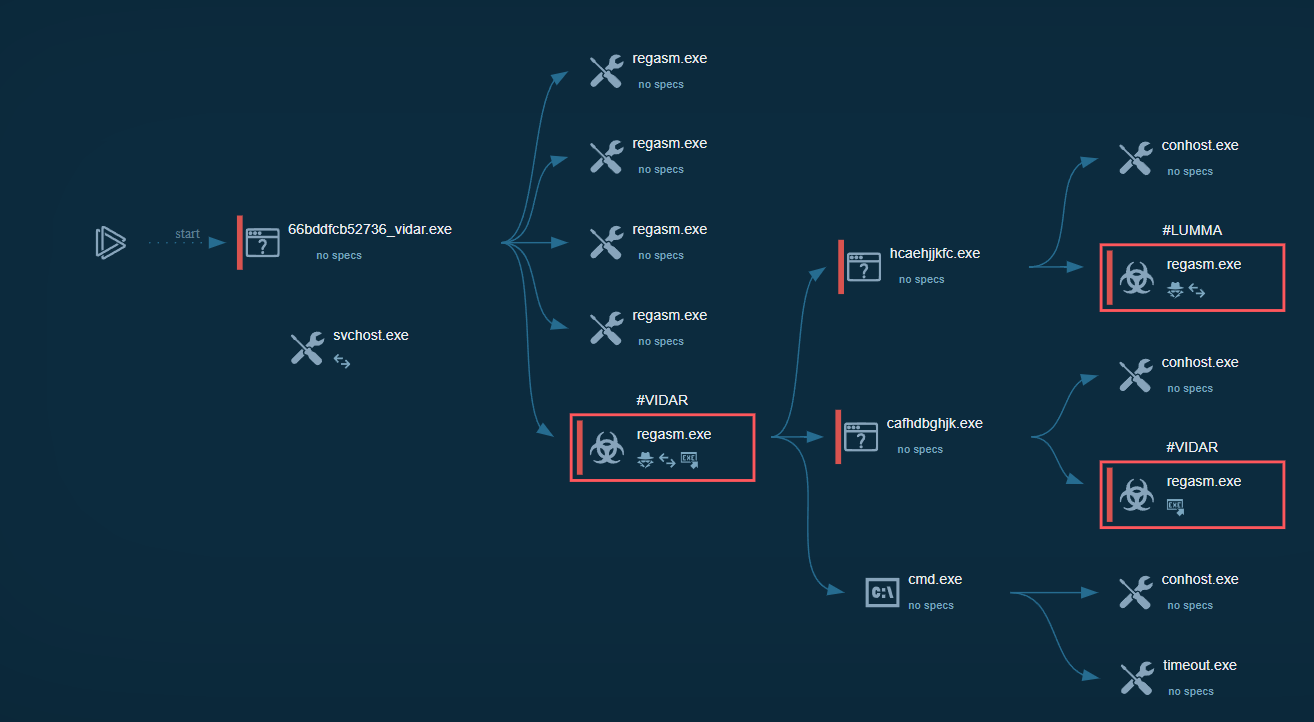 start
66bddfcb52736_vidar.exe
no specs
svchost.exe
regasm.exe
no specs
regasm.exe
no specs
regasm.exe
no specs
regasm.exe
no specs
#VIDAR
regasm.exe
EXE
hcaehjjkfc.exe
no specs
cafhdbghjk.exe
no specs
C:\
cmd.exe
no specs
conhost.exe
no specs
#LUMMA
regasm.exe
conhost.exe
no specs
#VIDAR
regasm.exe
EXE
conhost.exe
no specs
timeout.exe
no specs